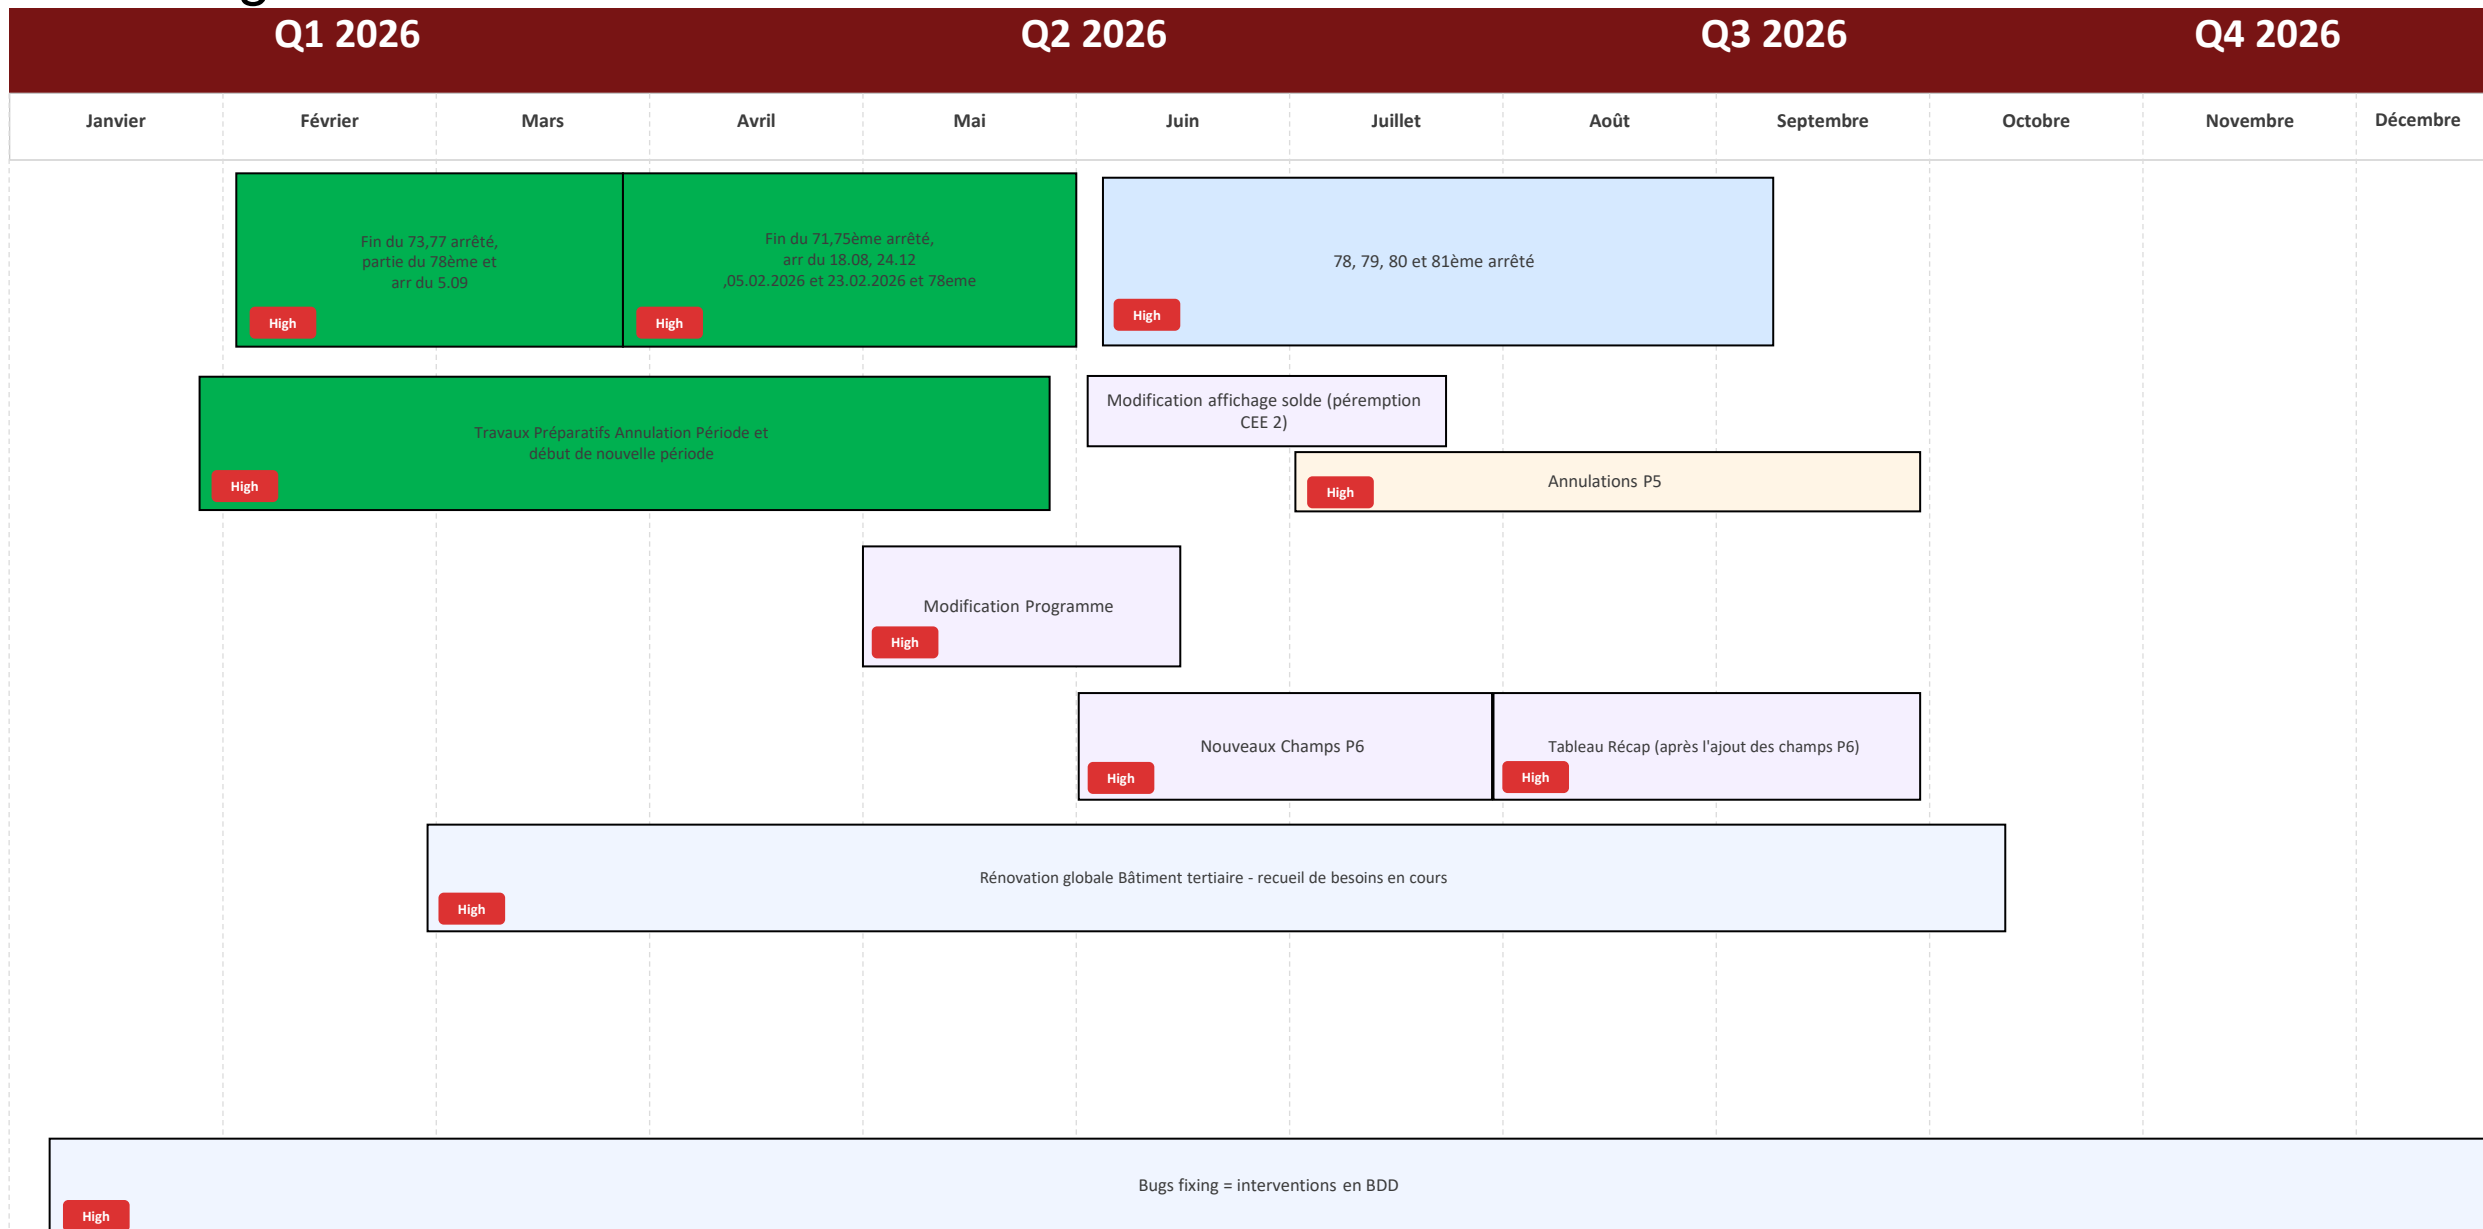 Q1 2026
Q2 2026
Q3 2026
Q4 2026
Janvier
Février
Mars
Avril
Mai
Juin
Juillet
Août
Septembre
Octobre
Novembre
Décembre
Fin du 73,77 arrêté,
partie du 78ème et
arr du 5.09
High
Fin du 71,75ème arrêté,
arr du 18.08, 24.12
,05.02.2026 et 23.02.2026 et 78eme
High
78, 79, 80 et 81ème arrêté
High
Travaux Préparatifs Annulation Période et
début de nouvelle période
High
Modification affichage solde (péremption
CEE 2)
Annulations P5
High
Modification Programme
High
Nouveaux Champs P6
High
Tableau Récap (après l'ajout des champs P6)
High
Rénovation globale Bâtiment tertiaire - recueil de besoins en cours
High
Bugs fixing = interventions en BDD
High